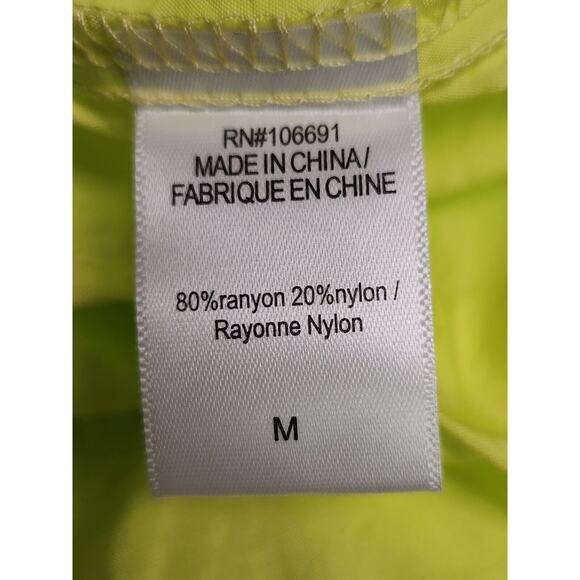 RN#106691
MADE IN CHINA/
FABRIQUE EN CHINE
80%ranyon 20%nylon /
Rayonne Nylon
M